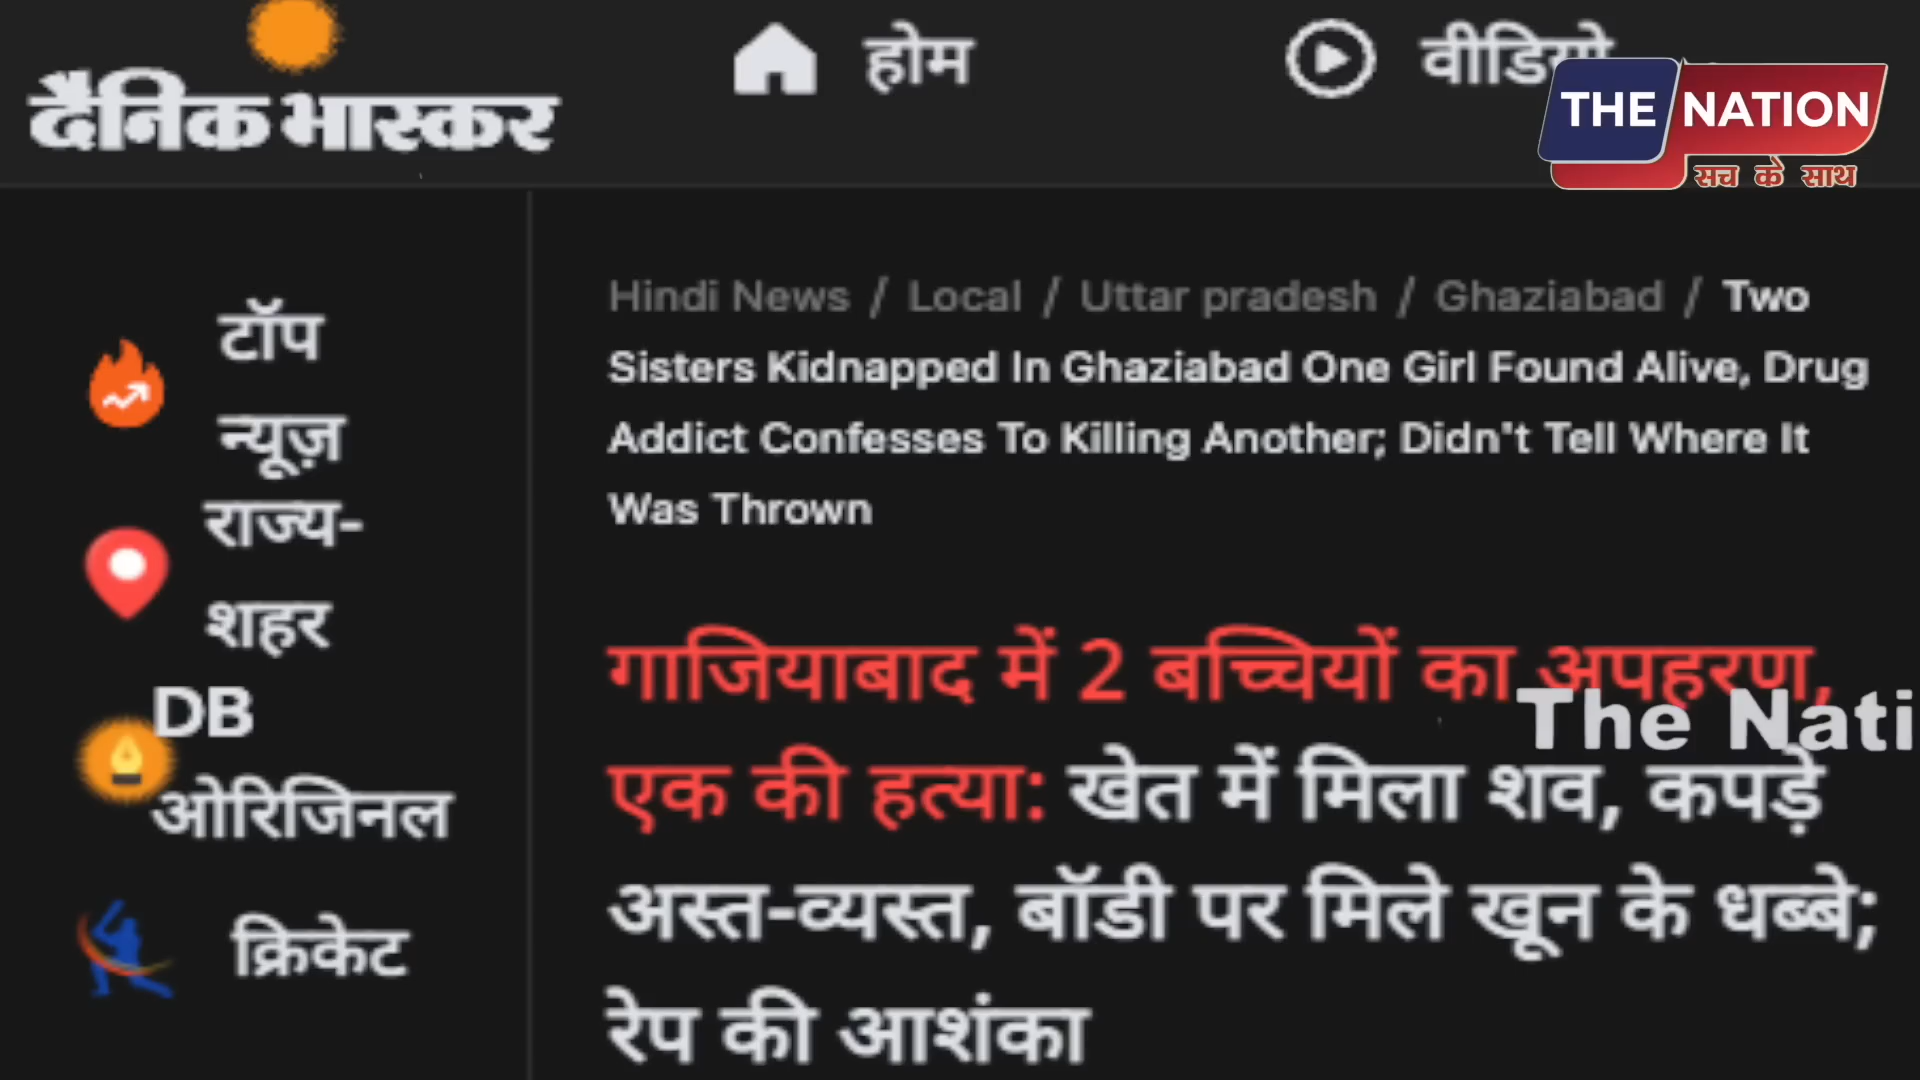 दैनिक भास्कर
होम
वीडियो
THE NATION
सच के साथ
टॉप
न्यूज़
राज्य-
शहर
DB
ओरिजिनल
क्रिकेट
Hindi News / Local / Uttar pradesh / Ghaziabad / Two
Sisters Kidnapped In Ghaziabad One Girl Found Alive, Drug
Addict Confesses To Killing Another; Didn't Tell Where It
Was Thrown
गाजियाबाद में 2 बच्चियों का अपहरण,
The Nati
एक की हत्या: खेत में मिला शव, कपड़े
अस्त-व्यस्त, बॉडी पर मिले खून के धब्बे;
रेप की आशंका